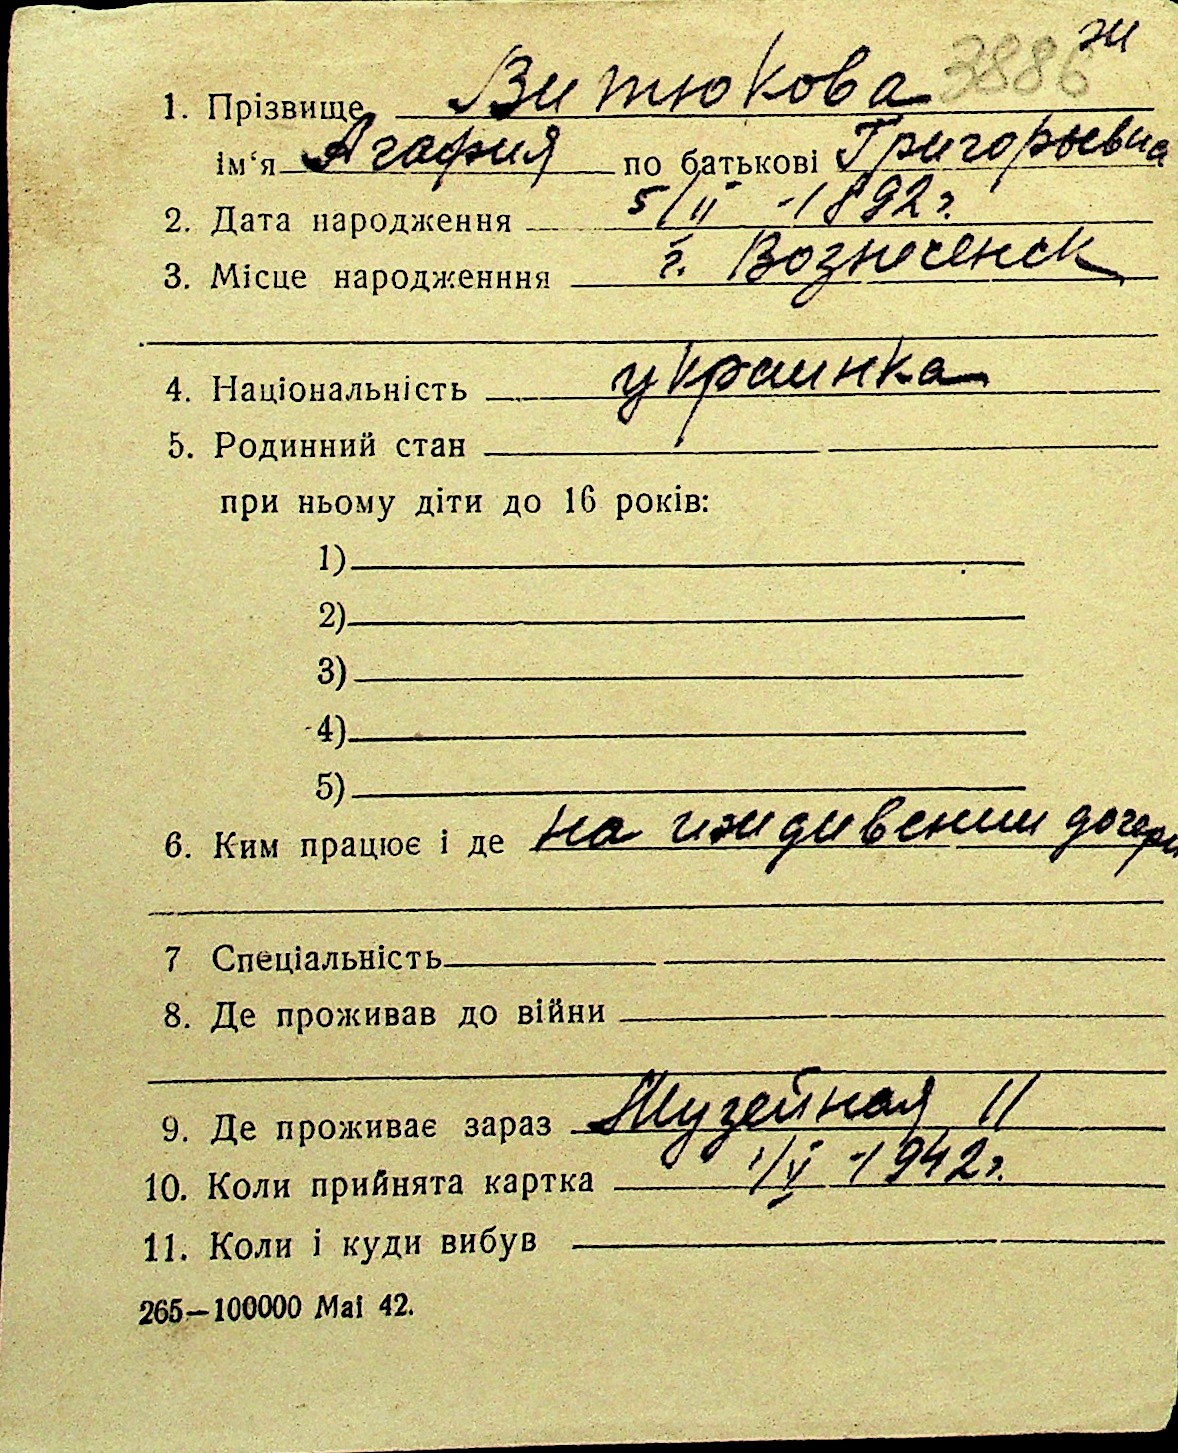 3886 ж
1. Прізвище Витюкова
ім‘я Агафия по батькові Григорьевна
2. Дата народження 5/II -1892 г.
3. Місце народженння г. Вознесенск
4. Національність украинка
5. Родинний стан
при ньому діти до 16 років:
1)
2)
3)
4)
5)
6. Ким працює і де на иждивении дочери
7 Спеціальність
8. Де проживав до війни
9. Де проживає зараз Музейная 11
10. Коли прийнята картка 1/V -1942 г.
11. Коли і куди вибув
265—100000 Маі 42.